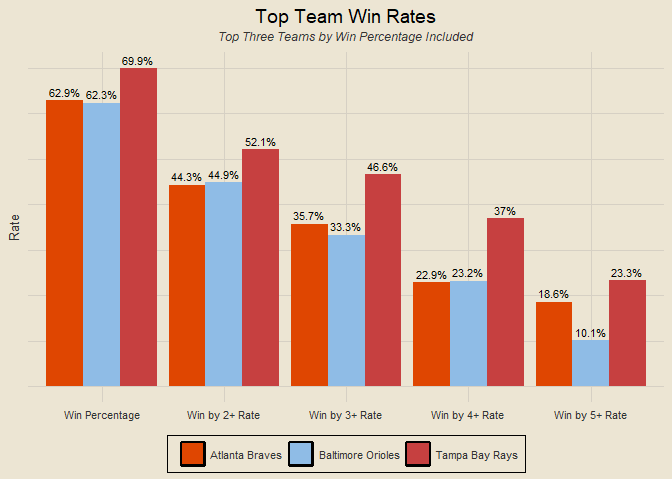 Top Team Win Rates
Top Three Teams by Win Percentage Included
Rate
62.9% 62.3% 69.9%
44.3% 44.9% 52.1%
35.7% 33.3% 46.6%
22.9% 23.2% 37%
18.6% 10.1% 23.3%
Win Percentage Win by 2+ Rate Win by 3+ Rate Win by 4+ Rate Win by 5+ Rate
Atlanta Braves Baltimore Orioles Tampa Bay Rays